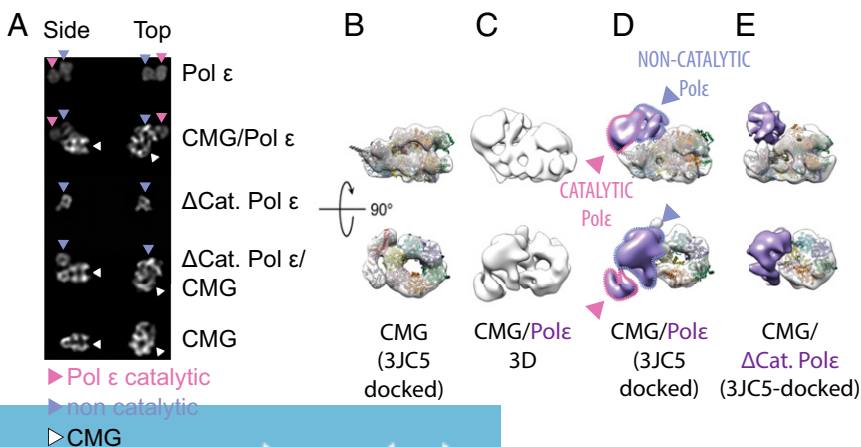 A
Side Top
Pol ε
CMG/Pol ε
ΔCat. Pol ε
ΔCat. Pol ε/
CMG
CMG
Pol ε catalytic
non catalytic
CMG
B
90°
CMG
(3JC5
docked)
C
CMG/Polε
3D
D
NON-CATALYTIC
Polε
CATALYTIC
Polε
CMG/Polε
(3JC5
docked)
E
CMG/
ΔCat. Polε
(3JC5-docked)